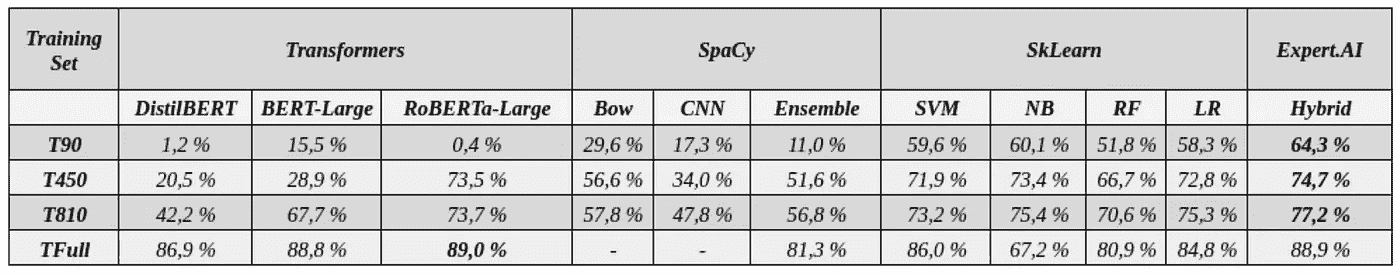 Training Set Transformers SpaCy SkLearn Expert.AI
DistilBERT BERT-Large RoBERTa-Large Bow CNN Ensemble SVM NB RF LR Hybrid
T90 1,2 % 15,5 % 0,4 % 29,6 % 17,3 % 11,0 % 59,6 % 60,1 % 51,8 % 58,3 % 64,3 %
T450 20,5 % 28,9 % 73,5 % 56,6 % 34,0 % 51,6 % 71,9 % 73,4 % 66,7 % 72,8 % 74,7 %
T810 42,2 % 67,7 % 73,7 % 57,8 % 47,8 % 56,8 % 73,2 % 75,4 % 70,6 % 75,3 % 77,2 %
TFull 86,9 % 88,8 % 89,0 % - - 81,3 % 86,0 % 67,2 % 80,9 % 84,8 % 88,9 %